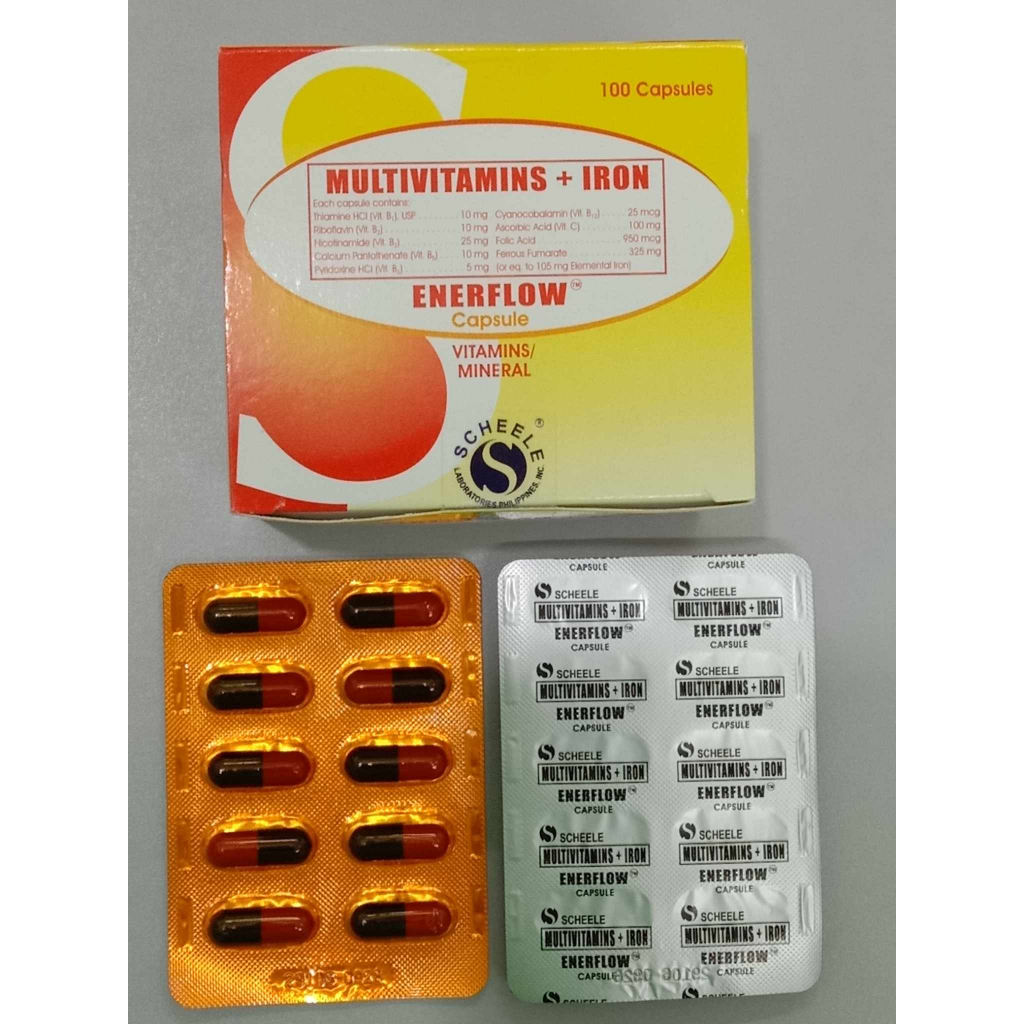 100 Capsules
MULTIVITAMINS + IRON
Each capsule contains:
Thiamine HCl (Vit. B₁), USP ........ 10 mg
Riboflavin (Vit. B₂) ........ 10 mg
Nicotinamide (Vit. B₃) ........ 25 mg
Calcium Pantothenate (Vit. B₅) ........ 10 mg
Pyridoxine HCl (Vit. B₆) ........ 5 mg
Cyanocobalamin (Vit. B₁₂) ........ 25 mcg
Ascorbic Acid (Vit. C) ........ 100 mg
Folic Acid ........ 950 mcg
Ferrous Fumarate ........ 325 mg
(or eq. to 105 mg Elemental Iron)
ENERFLOW™
Capsule
VITAMINS/
MINERAL
SCHEELE®
LABORATORIES PHILIPPINES, INC.
ENERFLOW
CAPSULE
CAPSULE
SCHEELE
MULTIVITAMINS + IRON
ENERFLOW™
CAPSULE
SCHEELE
MULTIVITAMINS + IRON
ENERFLOW™
CAPSULE
SCHEELE
MULTIVITAMINS + IRON
ENERFLOW™
CAPSULE
SCHEELE
MULTIVITAMINS + IRON
ENERFLOW™
CAPSULE
SCHEELE
MULTIVITAMINS + IRON
ENERFLOW™
CAPSULE
SCHEELE
MULTIVITAMINS + IRON
ENERFLOW™
CAPSULE
SCHEELE
MULTIVITAMINS + IRON
ENERFLOW™
CAPSULE
SCHEELE
MULTIVITAMINS + IRON
ENERFLOW™
CAPSULE
SCHEELE
MULTIVITAMINS + IRON
ENERFLOW™
CAPSULE
SCHEELE
MULTIVITAMINS + IRON
ENERFLOW™
CAPSULE
SCHEELE
SCHEELE